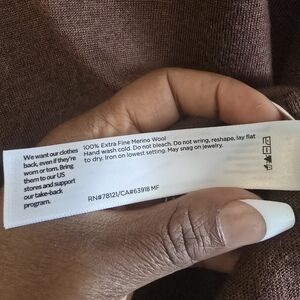 We want our clothes
back, even if they're
worn or torn. Bring
them to our US
stores and support
our take-back
program.
100% Extra Fine Merino Wool
Hand wash cold. Do not bleach. Do not wring, reshape, lay flat
to dry. Iron on lowest setting. May snag on jewelry.
RN#78121/CA#63918 MF